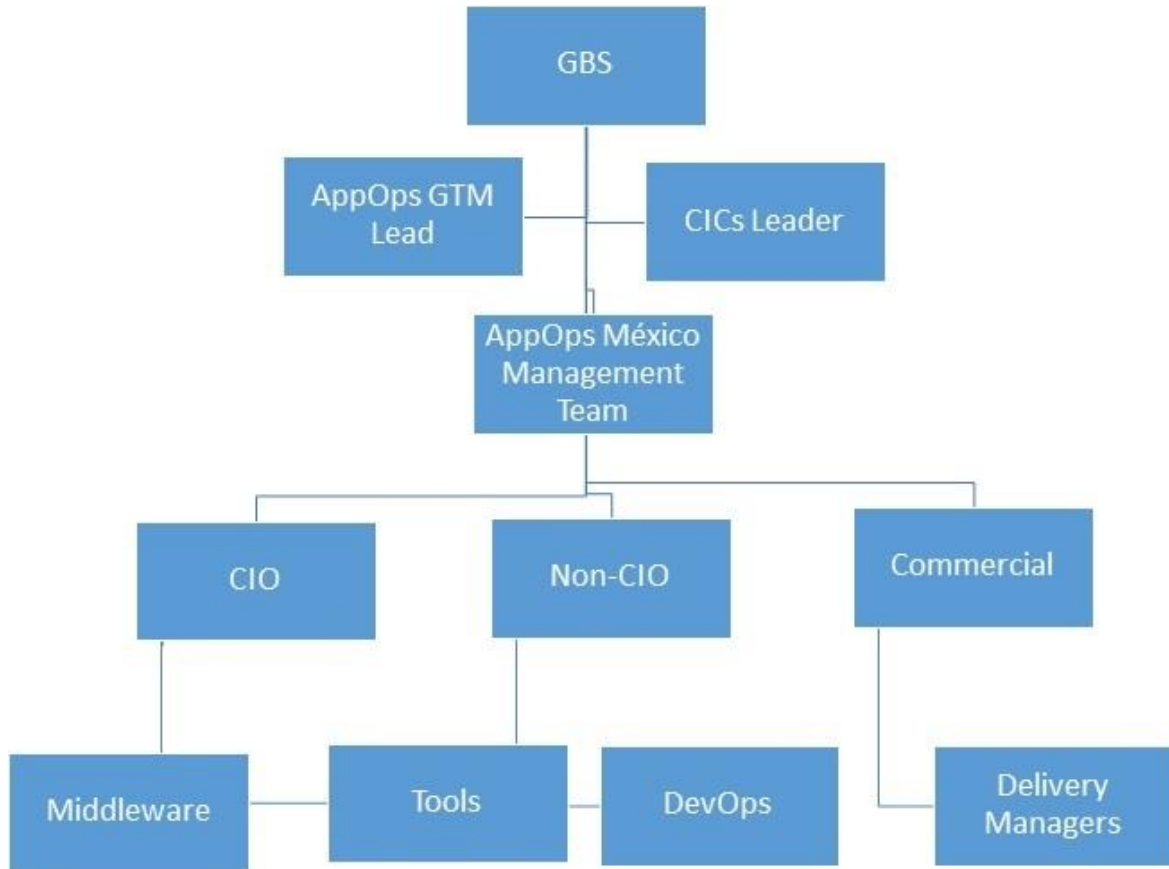 GBS
AppOps GTM
Lead
CICs Leader
AppOps México
Management
Team
CIO
Non-CIO
Commercial
Middleware
Tools
DevOps
Delivery
Managers